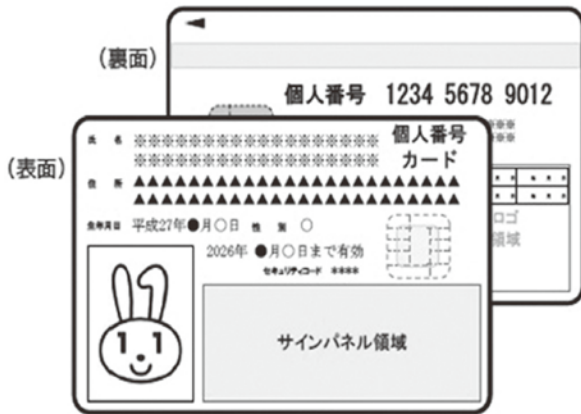 (裏面)
個人番号 1234 5678 9012
(表面)
氏 名 ※※※※※※※※※※※※※※※※※※
※※※※※※※※※※※※※※※※※※
個人番号
カード
住 所 ▲▲▲▲▲▲▲▲▲▲▲▲▲▲▲▲▲▲▲▲▲▲▲▲
▲▲▲▲▲▲▲▲▲▲▲▲▲▲▲▲▲▲▲▲▲▲▲▲
生年月日 平成27年●月○日 性 別 ○
2026年 ●月○日まで有効
セキュリティコード ※※※※
ロゴ
領域
1 1
サインパネル領域